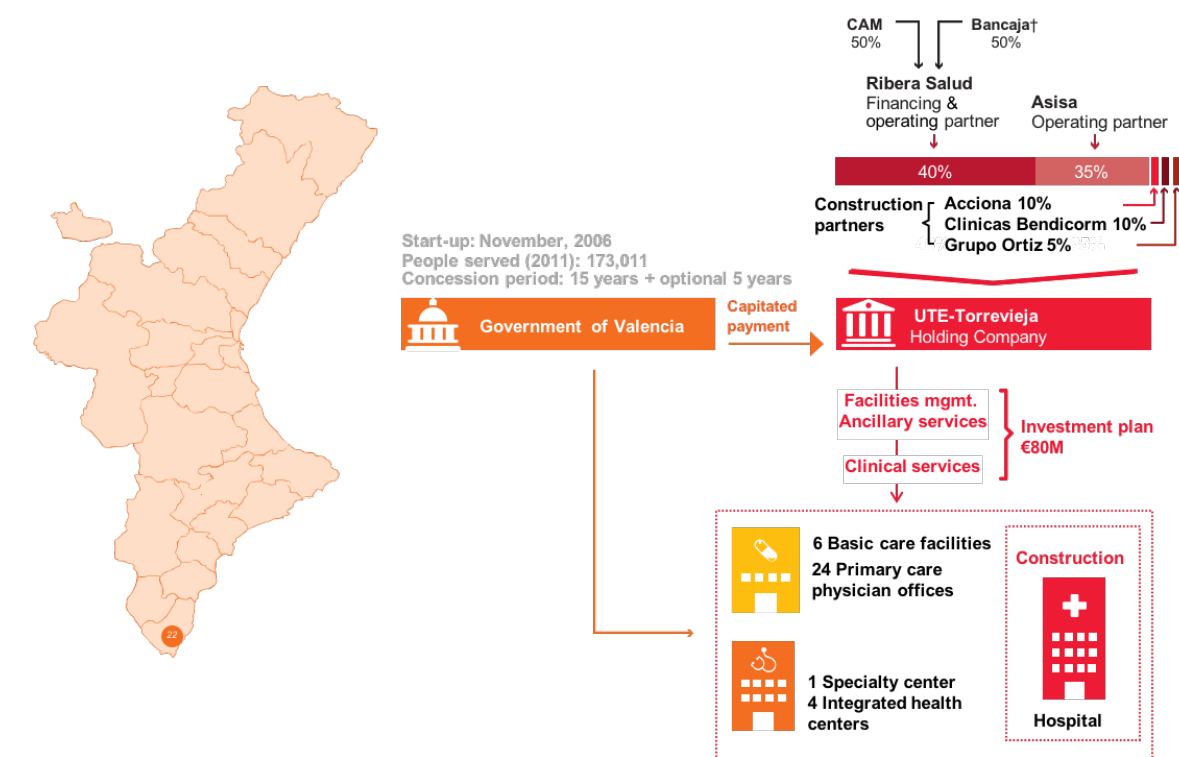 CAM
50%
Bancaja†
50%
Ribera Salud
Financing &
operating partner
Asisa
Operating partner
40%
35%
Construction
partners
Acciona 10%
Clinicas Bendicorm 10%
Grupo Ortiz 5%
Start-up: November, 2006
People served (2011): 173,011
Concession period: 15 years + optional 5 years
Government of Valencia
Capitated
payment
UTE-Torrevieja
Holding Company
Facilities mgmt.
Ancillary services
Clinical services
Investment plan
€80M
6 Basic care facilities
24 Primary care
physician offices
Construction
22
1 Specialty center
4 Integrated health
centers
Hospital